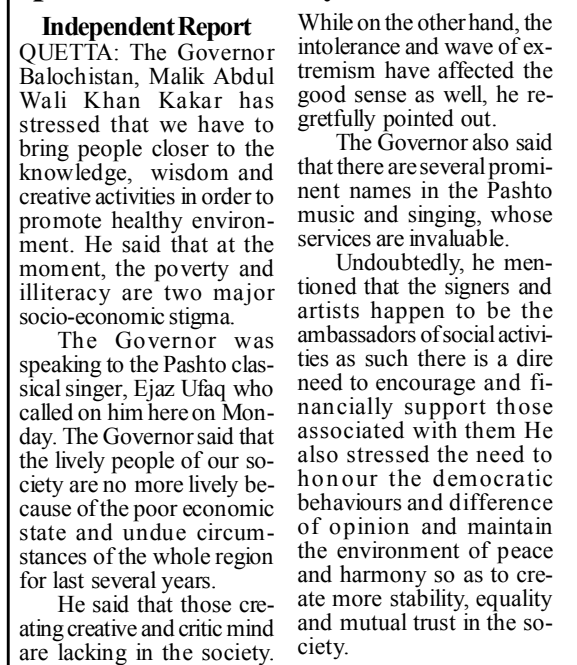 Independent Report
QUETTA: The Governor
Balochistan, Malik Abdul
Wali Khan Kakar has
stressed that we have to
bring people closer to the
knowledge, wisdom and
creative activities in order to
promote healthy environ-
ment. He said that at the
moment, the poverty and
illiteracy are two major
socio-economic stigma.
The Governor was
speaking to the Pashto clas-
sical singer, Ejaz Ufaq who
called on him here on Mon-
day. The Governor said that
the lively people of our so-
ciety are no more lively be-
cause of the poor economic
state and undue circum-
stances of the whole region
for last several years.
He said that those cre-
ating creative and critic mind
are lacking in the society.
While on the other hand, the
intolerance and wave of ex-
tremism have affected the
good sense as well, he re-
gretfully pointed out.
The Governor also said
that there are several promi-
nent names in the Pashto
music and singing, whose
services are invaluable.
Undoubtedly, he men-
tioned that the signers and
artists happen to be the
ambassadors of social activi-
ties as such there is a dire
need to encourage and fi-
nancially support those
associated with them He
also stressed the need to
honour the democratic
behaviours and difference
of opinion and maintain
the environment of peace
and harmony so as to cre-
ate more stability, equality
and mutual trust in the so-
ciety.